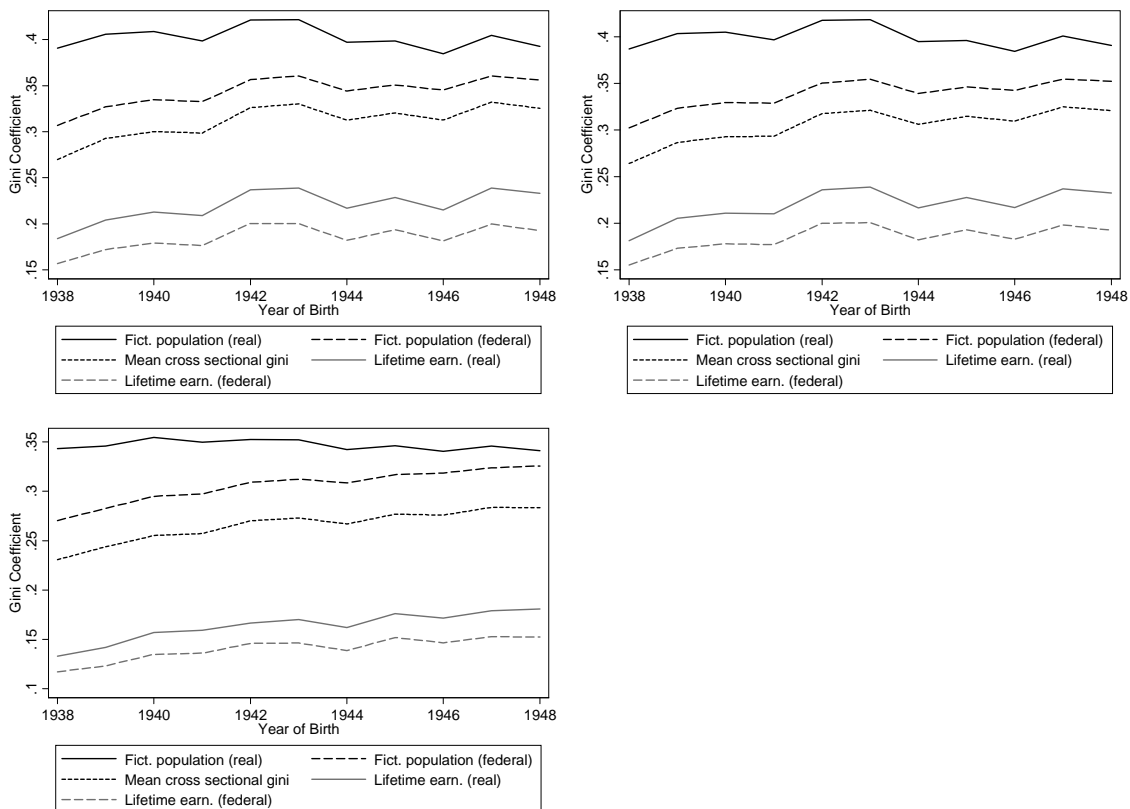 Gini Coefficient
.4
.35
.3
.25
.2
.15
1938 1940 1942 1944 1946 1948
Year of Birth
Fict. population (real) Fict. population (federal)
Mean cross sectional gini Lifetime earn. (real)
Lifetime earn. (federal)
Gini Coefficient
.4
.35
.3
.25
.2
.15
1938 1940 1942 1944 1946 1948
Year of Birth
Fict. population (real) Fict. population (federal)
Mean cross sectional gini Lifetime earn. (real)
Lifetime earn. (federal)
Gini Coefficient
.35
.3
.25
.2
.15
.1
1938 1940 1942 1944 1946 1948
Year of Birth
Fict. population (real) Fict. population (federal)
Mean cross sectional gini Lifetime earn. (real)
Lifetime earn. (federal)